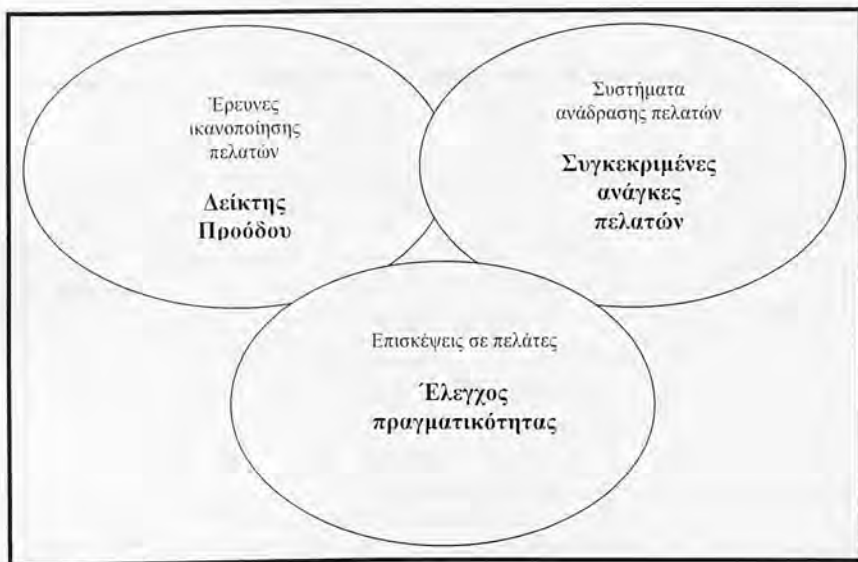 Έρευνες
ικανοποίησης
πελατών
Δείκτης
Προόδου
Συστήματα
ανάδρασης πελατών
Συγκεκριμένες
ανάγκες
πελατών
Επισκέψεις σε πελάτες
Έλεγχος
πραγματικότητας